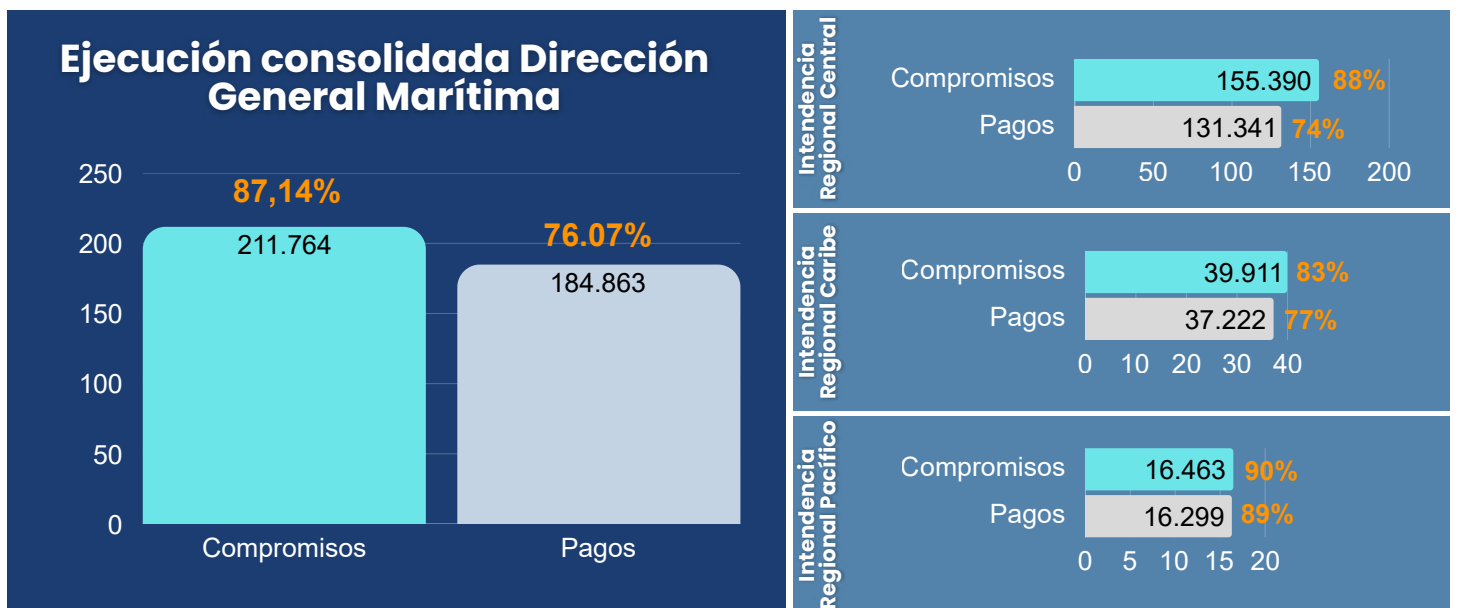 Ejecución consolidada Dirección
General Marítima
250
200
150
100
50
0
87,14%
211.764
76.07%
184.863
Compromisos
Pagos
Intendencia
Regional Central
Compromisos
155.390
88%
Pagos
131.341
74%
0 50 100 150 200
Intendencia
Regional Caribe
Compromisos
39.911
83%
Pagos
37.222
77%
0 10 20 30 40
Intendencia
Regional Pacífico
Compromisos
16.463
90%
Pagos
16.299
89%
0 5 10 15 20